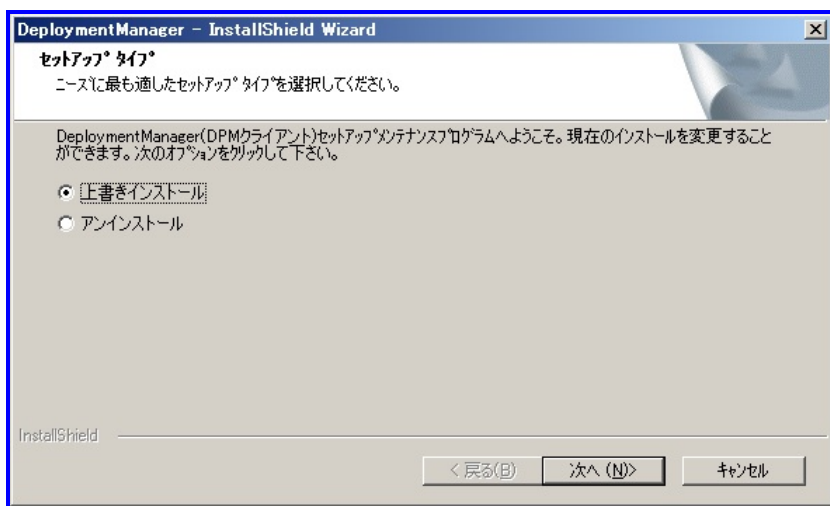 DeploymentManager - InstallShield Wizard
セットアップ タイプ
ニーズに最も適したセットアップ タイプを選択してください。
DeploymentManager(DPMクライアント)セットアップメンテナンスプログラムへようこそ。現在のインストールを変更すること
ができます。次のオプションをクリックして下さい。
上書きインストール
アンインストール
InstallShield
< 戻る(B)
次へ (N)>
キャンセル